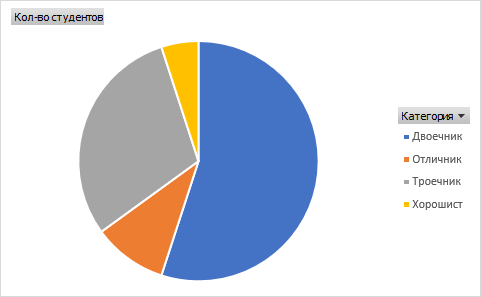 Кол-во студентов
Категория
Двоечник
Отличник
Троечник
Хорошист